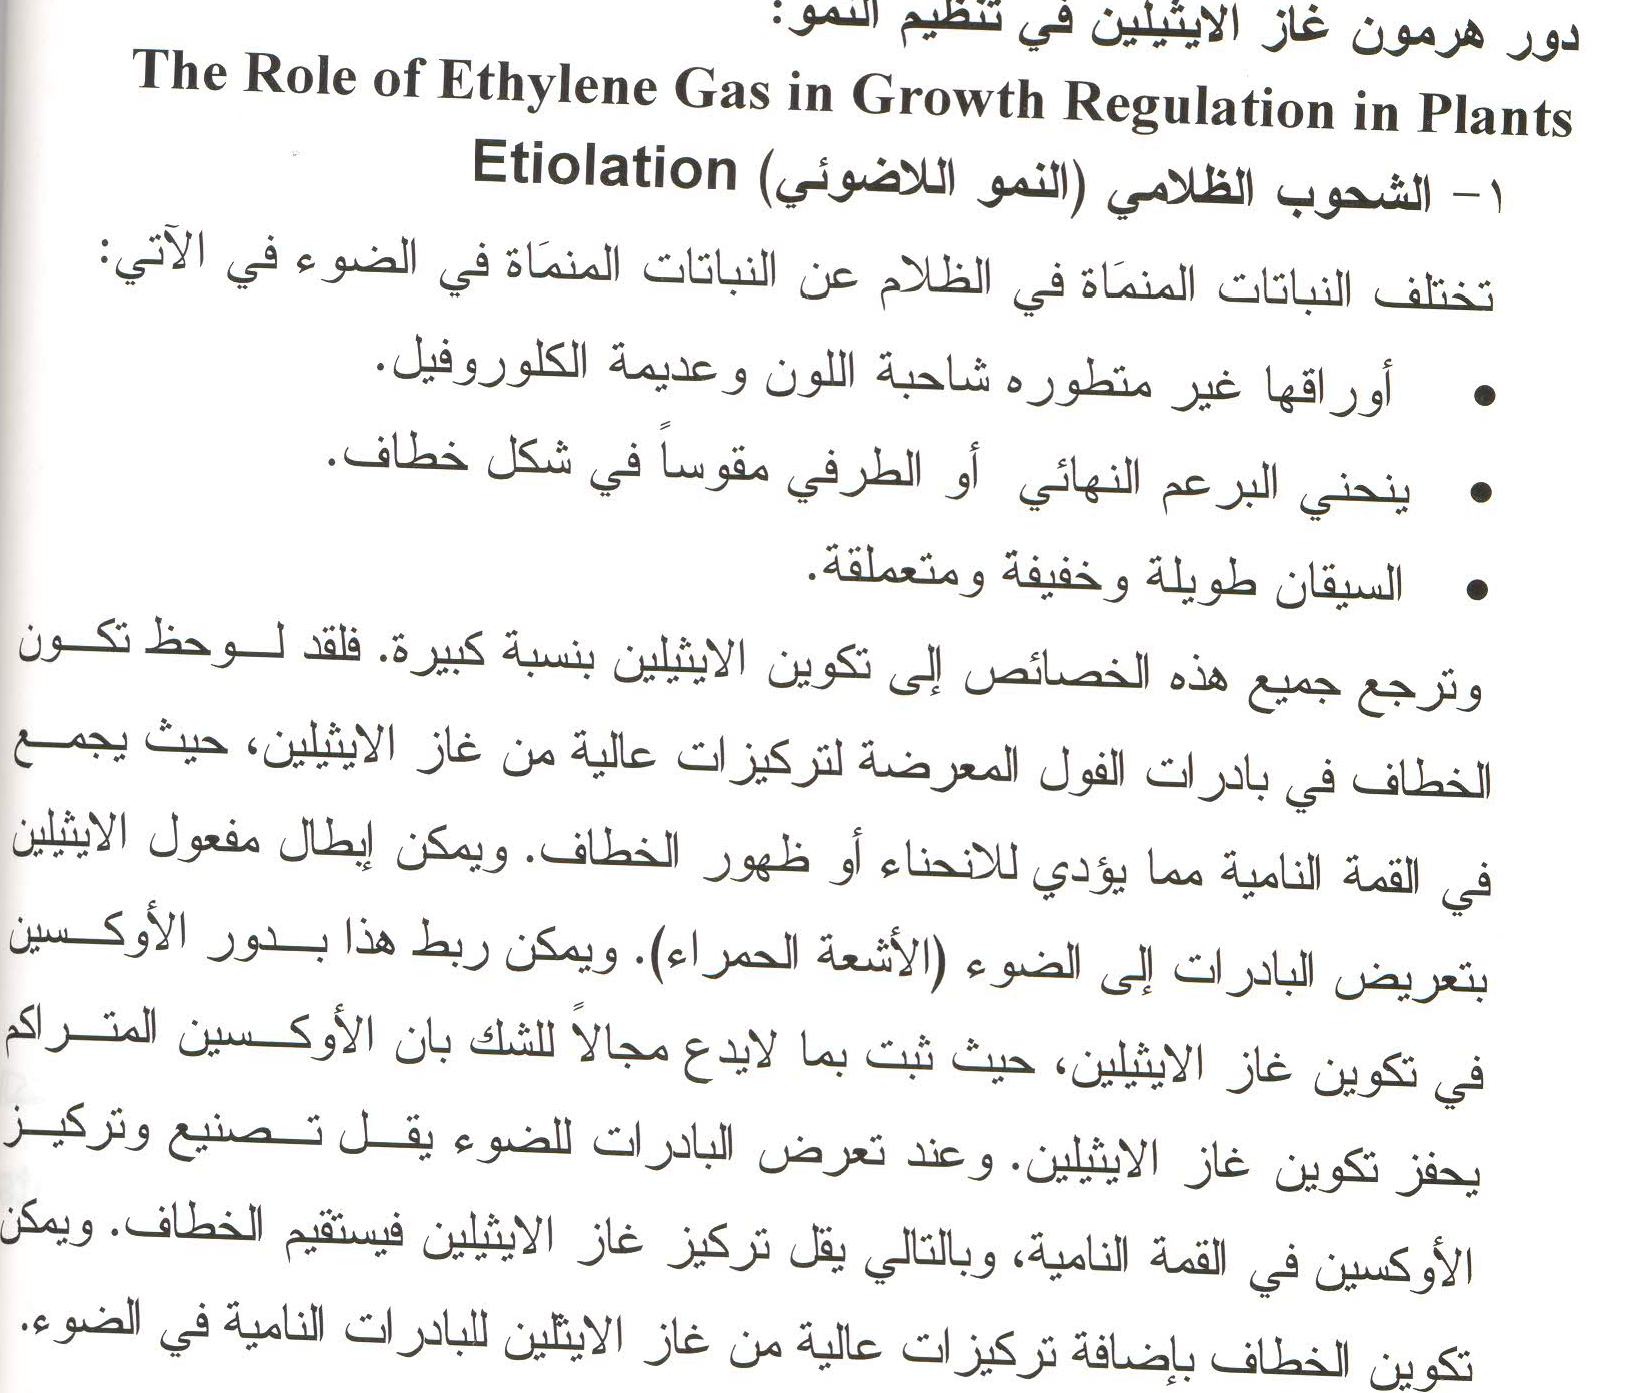 دور هرمون غاز الايثيلين في تنظيم النمو:
The Role of Ethylene Gas in Growth Regulation in Plants
١- الشحوب الظلامي (النمو اللاضوئي) Etiolation
تختلف النباتات المنمَاة في الظلام عن النباتات المنمَاة في الضوء في الآتي:
• أوراقها غير متطوره شاحبة اللون وعديمة الكلوروفيل.
• ينحني البرعم النهائي أو الطرفي مقوساً في شكل خطاف.
• السيقان طويلة وخفيفة ومتعملقة.
وترجع جميع هذه الخصائص إلى تكوين الايثيلين بنسبة كبيرة. فلقد لـوحظ تكـون
الخطاف في بادرات الفول المعرضة لتركيزات عالية من غاز الايثيلين، حيث يجمـع
في القمة النامية مما يؤدي للانحناء أو ظهور الخطاف. ويمكن إبطال مفعول الايثيلين
بتعريض البادرات إلى الضوء (الأشعة الحمراء). ويمكن ربط هذا بـدور الأوكـسين
في تكوين غاز الايثيلين، حيث ثبت بما لايدع مجالاً للشك بان الأوكـسين المتـراكم
يحفز تكوين غاز الايثيلين. وعند تعرض البادرات للضوء يقـل تـصنيع وتركيـز
الأوكسين في القمة النامية، وبالتالي يقل تركيز غاز الايثيلين فيستقيم الخطاف. ويمكن
تكوين الخطاف بإضافة تركيزات عالية من غاز الايثلين للبادرات النامية في الضوء.